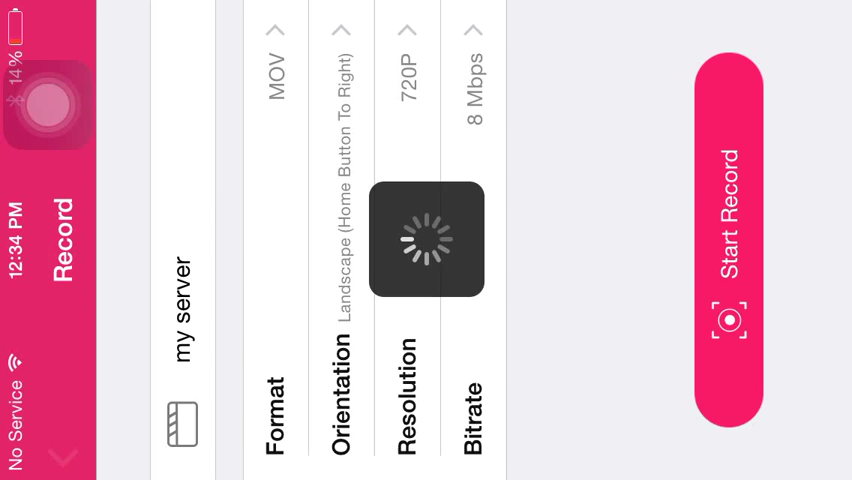 No Service 12:34 PM 14%
Record
my server
Format MOV
Orientation Landscape (Home Button To Right)
Resolution 720P
Bitrate 8 Mbps
Start Record